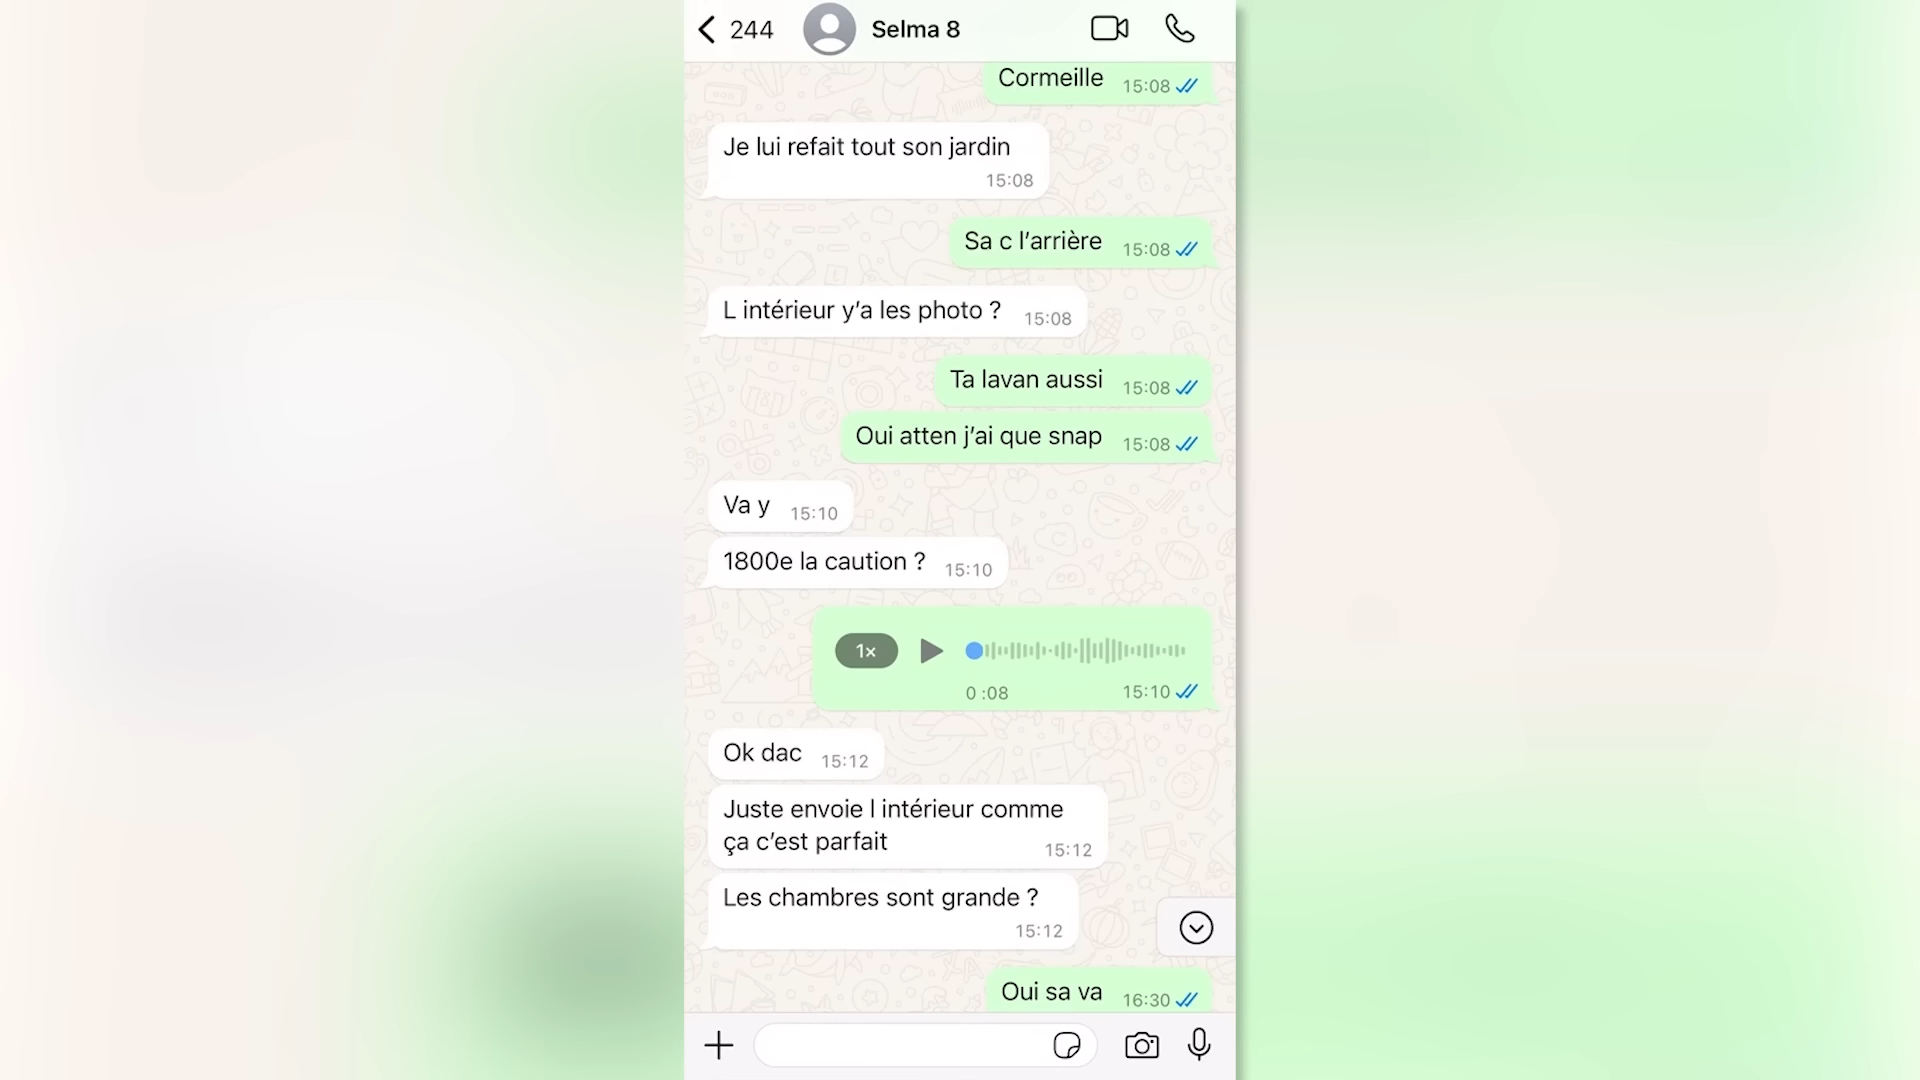 244
Selma 8
Cormeille 15:08
Je lui refait tout son jardin
15:08
Sa c l’arrière 15:08
L intérieur y’a les photo ? 15:08
Ta lavan aussi 15:08
Oui atten j’ai que snap 15:08
Va y 15:10
1800e la caution ? 15:10
1×
0 :08 15:10
Ok dac 15:12
Juste envoie l intérieur comme
ça c’est parfait 15:12
Les chambres sont grande ?
15:12
Oui sa va 16:30